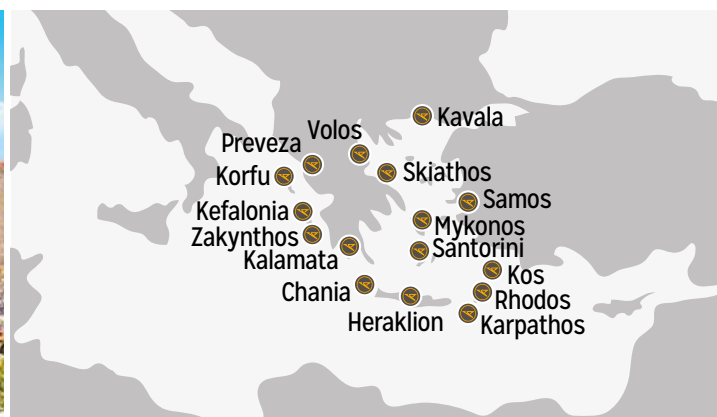 Kavala
Volos
Preveza
Skiathos
Korfu
Samos
Kefalonia
Mykonos
Zakynthos
Santorini
Kalamata
Kos
Chania
Rhodos
Heraklion
Karpathos